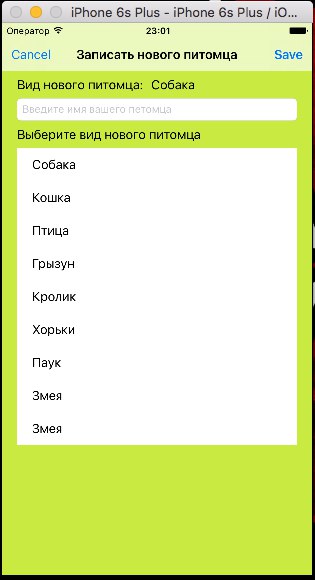 iPhone 6s Plus - iPhone 6s Plus / iO...
Оператор 23:01
Cancel Записать нового питомца Save
Вид нового питомца: Собака
Введите имя вашего петомца
Выберите вид нового питомца
Собака
Кошка
Птица
Грызун
Кролик
Хорьки
Паук
Змея
Змея